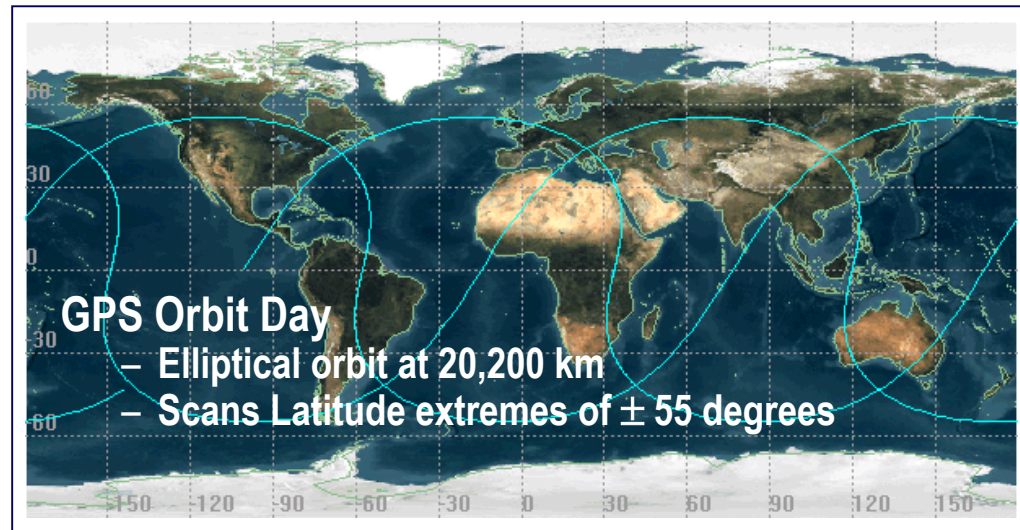 60
30
0
GPS Orbit Day
30
– Elliptical orbit at 20,200 km
– Scans Latitude extremes of ± 55 degrees
60
150 120 90 60 30 0 30 60 90 120 150